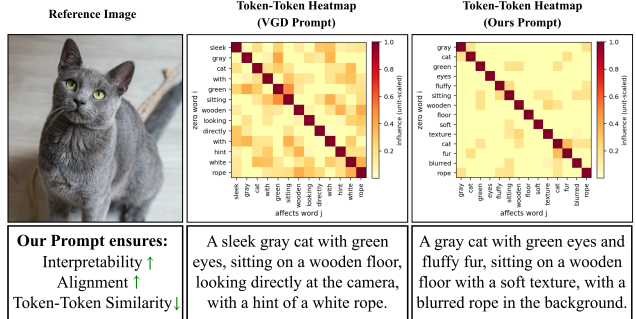 Reference Image
Token-Token Heatmap
(VGD Prompt)
Token-Token Heatmap
(Ours Prompt)
zero word i
sleek
gray
cat
with
green
sitting
wooden
looking
directly
with
hint
white
rope
sleek
gray
cat
with
green
sitting
wooden
looking
directly
with
hint
white
rope
affects word j
1.0
0.8
0.6
0.4
0.2
influence (unit-scaled)
zero word i
gray
cat
green
eyes
fluffy
sitting
wooden
floor
soft
texture
cat
fur
blurred
rope
gray
cat
green
eyes
fluffy
sitting
wooden
floor
soft
texture
cat
fur
blurred
rope
affects word j
1.0
0.8
0.6
0.4
0.2
influence (unit-scaled)
Our Prompt ensures:
Interpretability ↑
Alignment ↑
Token-Token Similarity↓
A sleek gray cat with green
eyes, sitting on a wooden floor,
looking directly at the camera,
with a hint of a white rope.
A gray cat with green eyes and
fluffy fur, sitting on a wooden
floor with a soft texture, with a
blurred rope in the background.